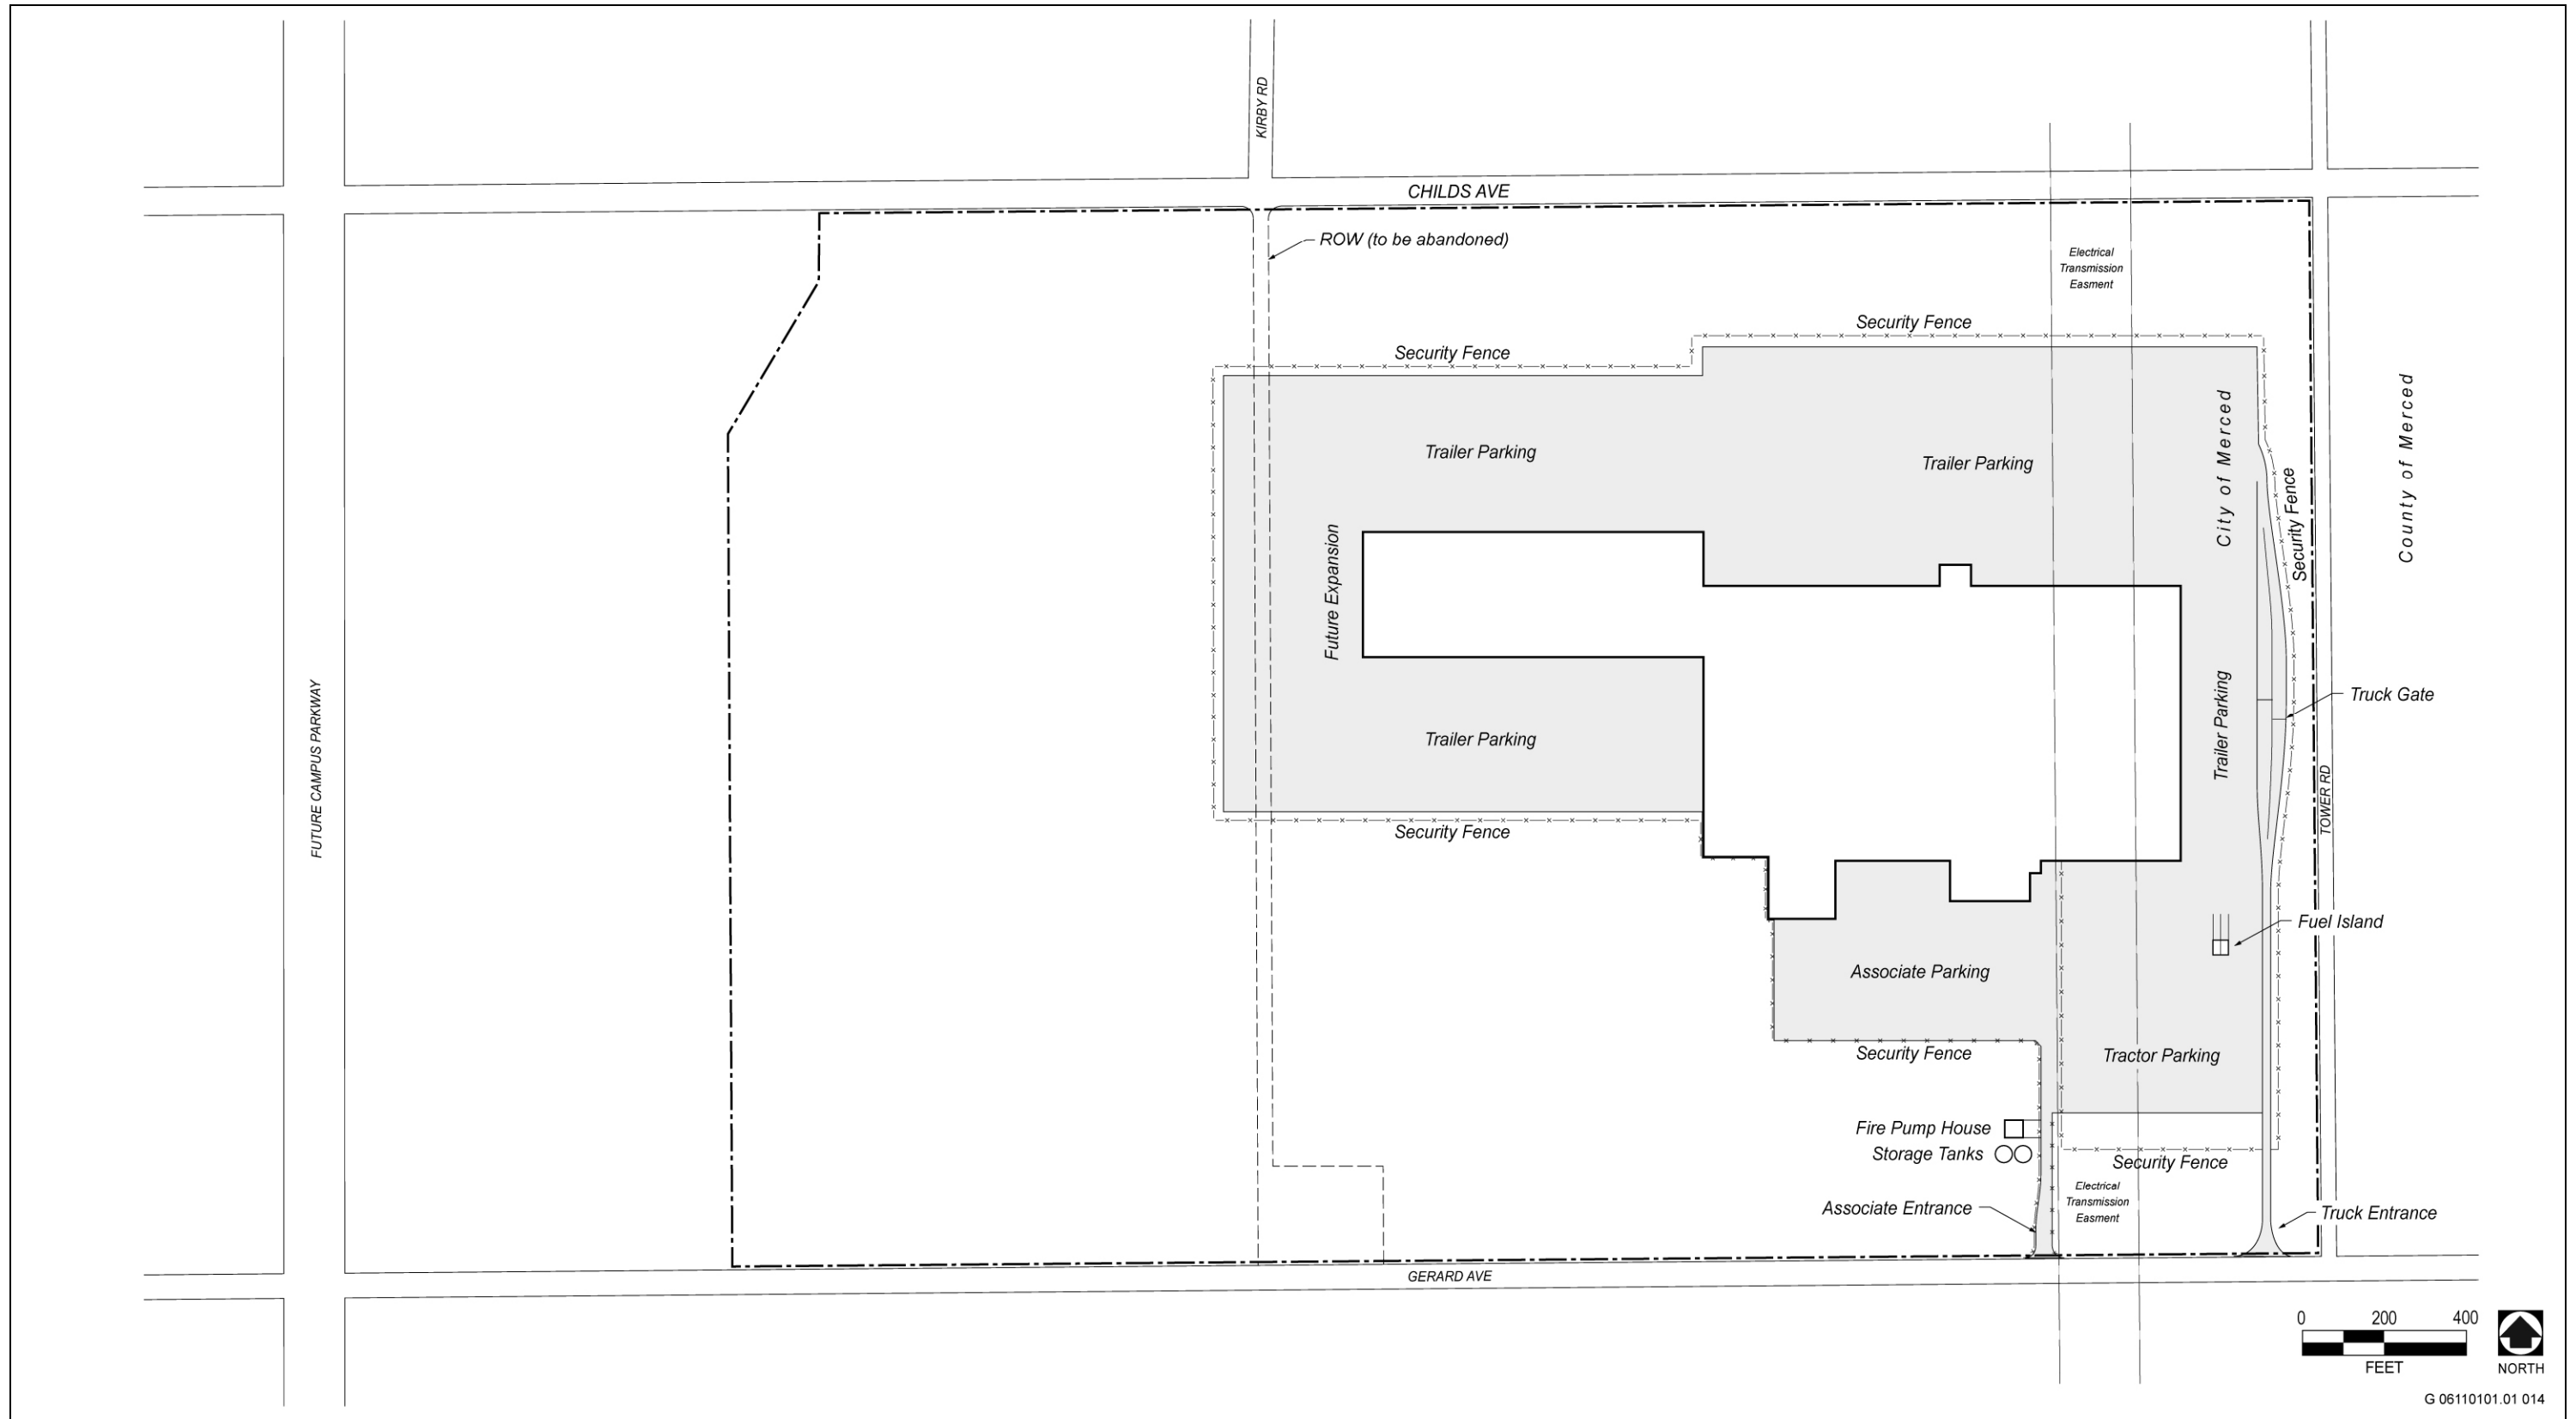 KIRBY RD
CHILDS AVE
ROW (to be abandoned)
Electrical
Transmission
Easment
Security Fence
Security Fence
City of Merced
County of Merced
Trailer Parking
Trailer Parking
Security Fence
Future Expansion
FUTURE CAMPUS PARKWAY
Trailer Parking
Truck Gate
Trailer Parking
TOWER RD
Security Fence
Fuel Island
Associate Parking
Security Fence
Tractor Parking
Fire Pump House
Storage Tanks
Security Fence
Electrical
Transmission
Easment
Associate Entrance
Truck Entrance
GERARD AVE
0 200 400
FEET
NORTH
G 06110101.01 014